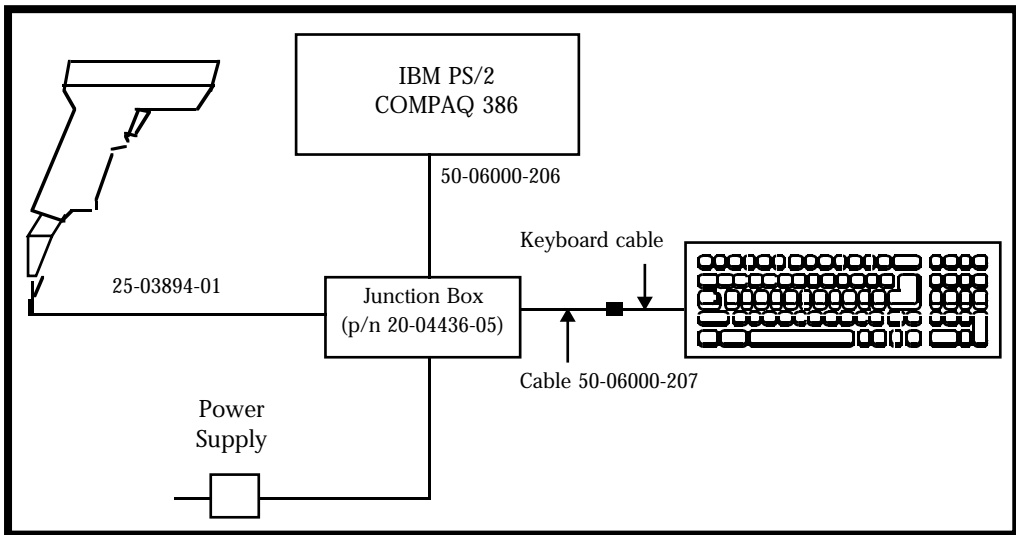 IBM PS/2
COMPAQ 386
50-06000-206
Keyboard cable
25-03894-01
Junction Box
(p/n 20-04436-05)
Cable 50-06000-207
Power
Supply